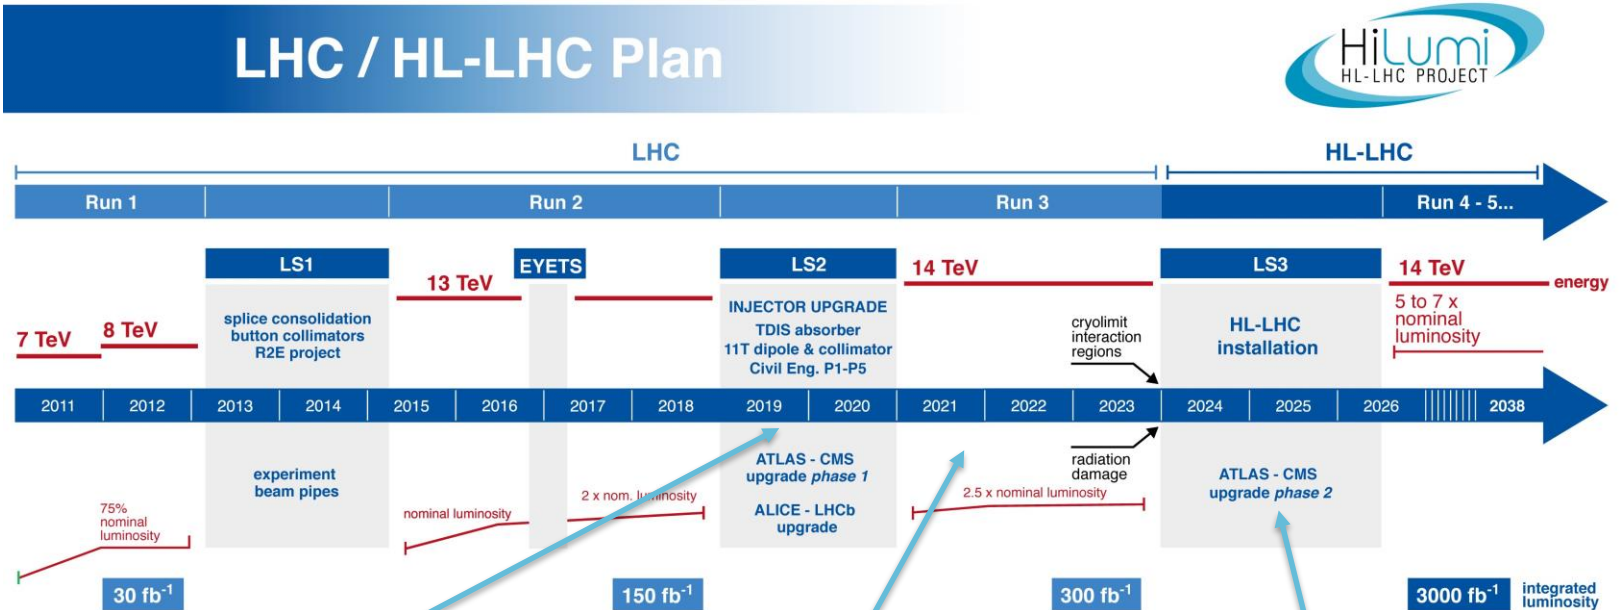 LHC / HL-LHC Plan
HiLumi
HL-LHC PROJECT
LHC
HL-LHC
Run 1
Run 2
Run 3
Run 4 - 5...
LS1
EYETS
LS2
LS3
7 TeV
8 TeV
13 TeV
14 TeV
14 TeV
energy
splice consolidation
button collimators
R2E project
INJECTOR UPGRADE
TDIS absorber
11T dipole & collimator
Civil Eng. P1-P5
cryolimit
interaction
regions
HL-LHC
installation
5 to 7 x
nominal
luminosity
2011
2012
2013
2014
2015
2016
2017
2018
2019
2020
2021
2022
2023
2024
2025
2026
2038
75%
nominal
luminosity
experiment
beam pipes
nominal luminosity
2 x nom. luminosity
ATLAS - CMS
upgrade phase 1
ALICE - LHCb
upgrade
2.5 x nominal luminosity
radiation
damage
ATLAS - CMS
upgrade phase 2
30 fb⁻¹
150 fb⁻¹
300 fb⁻¹
3000 fb⁻¹
integrated
luminosity